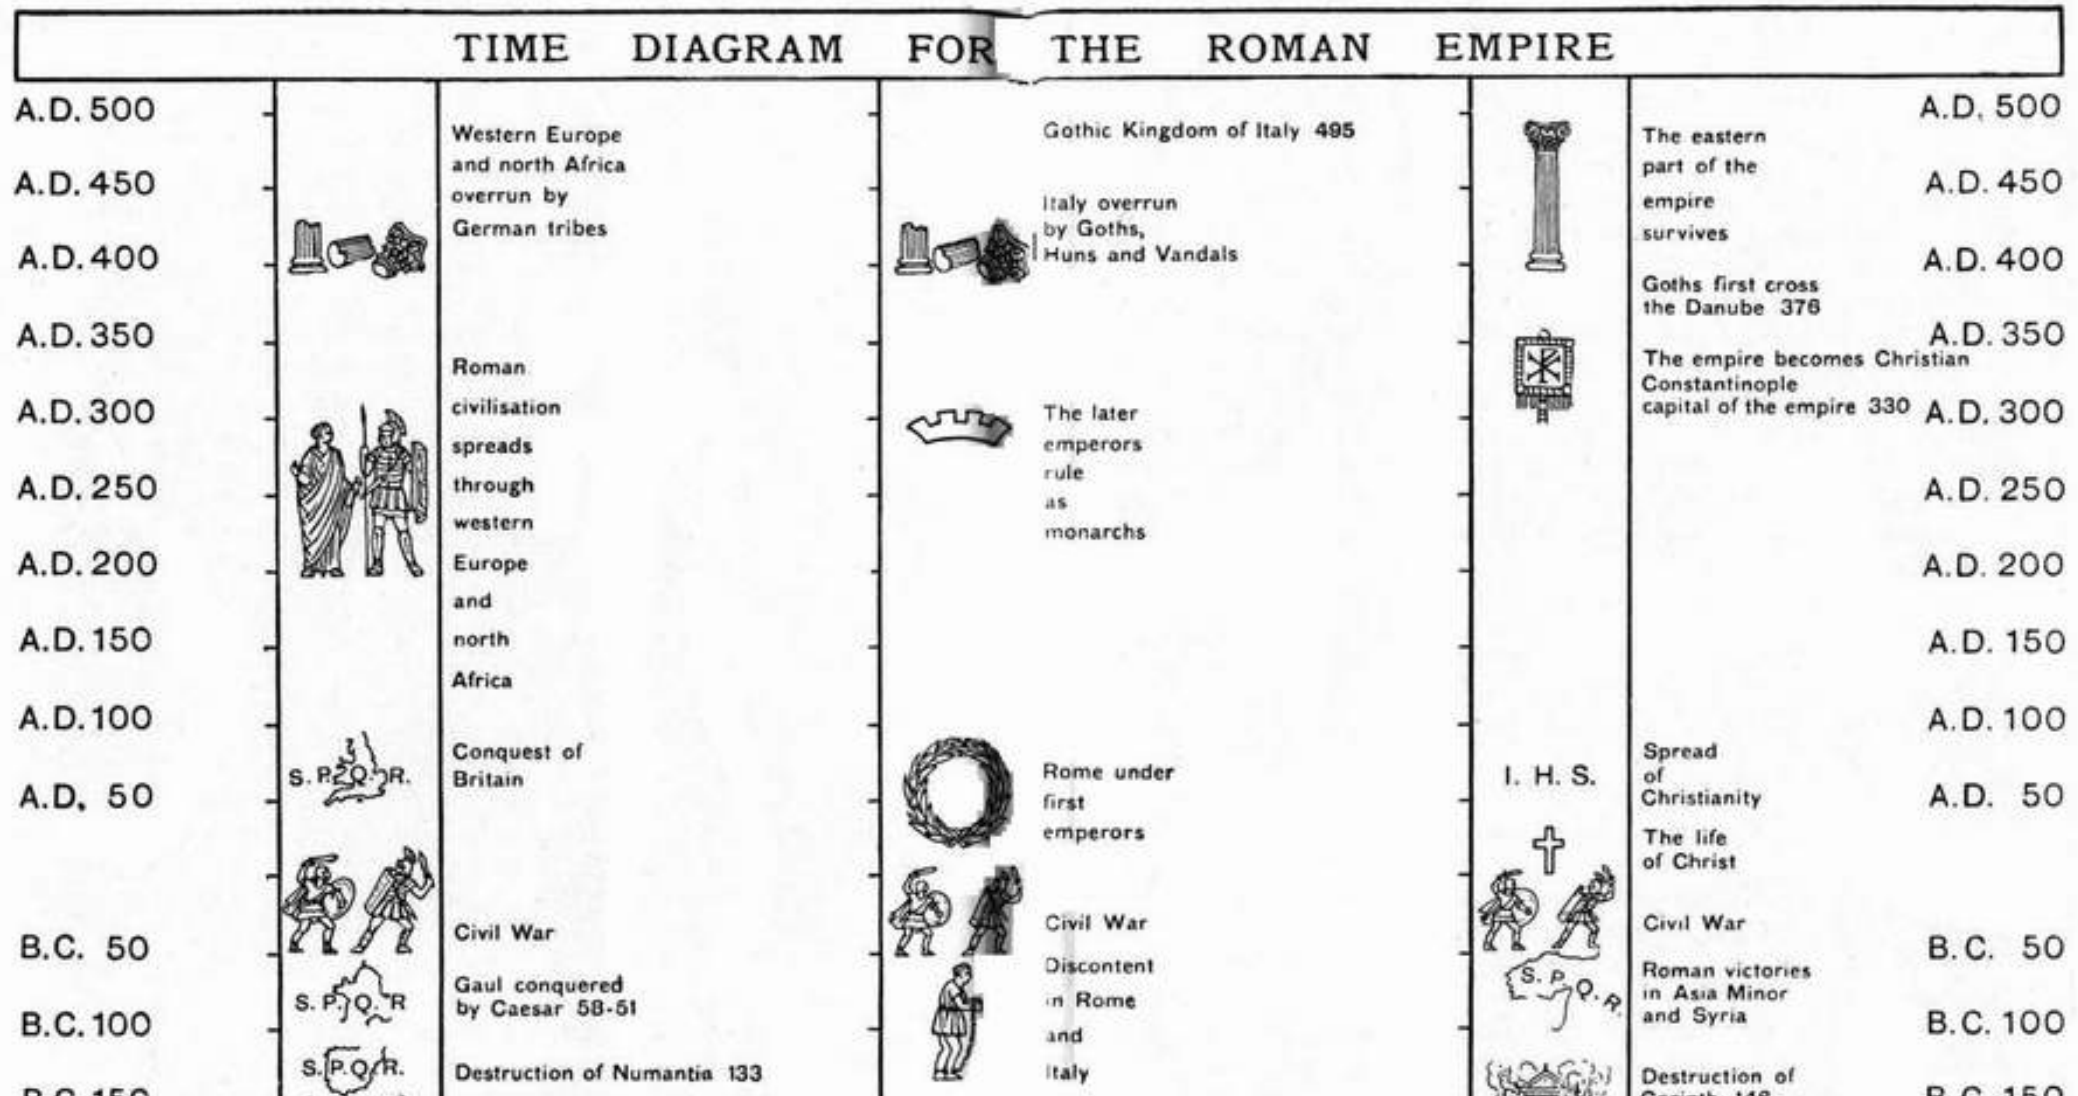 TIME DIAGRAM FOR THE ROMAN EMPIRE
A.D. 500
A.D. 450
A.D. 400
A.D. 350
A.D. 300
A.D. 250
A.D. 200
A.D. 150
A.D. 100
A.D. 50
B.C. 50
B.C. 100
B.C. 150
S. P. Q. R.
S. P. Q. R
S. P. Q. R.
Western Europe
and north Africa
overrun by
German tribes
Roman
civilisation
spreads
through
western
Europe
and
north
Africa
Conquest of
Britain
Civil War
Gaul conquered
by Caesar 58-51
Destruction of Numantia 133
Gothic Kingdom of Italy 495
Italy overrun
by Goths,
Huns and Vandals
The later
emperors
rule
as
monarchs
Rome under
first
emperors
Civil War
Discontent
in Rome
and
Italy
I. H. S.
S. P. Q. R.
The eastern
part of the
empire
survives
Goths first cross
the Danube 376
The empire becomes Christian
Constantinople
capital of the empire 330
Spread
of
Christianity
The life
of Christ
Civil War
Roman victories
in Asia Minor
and Syria
Destruction of
Corinth 146
A.D. 500
A.D. 450
A.D. 400
A.D. 350
A.D. 300
A.D. 250
A.D. 200
A.D. 150
A.D. 100
A.D. 50
B.C. 50
B.C. 100
B.C. 150